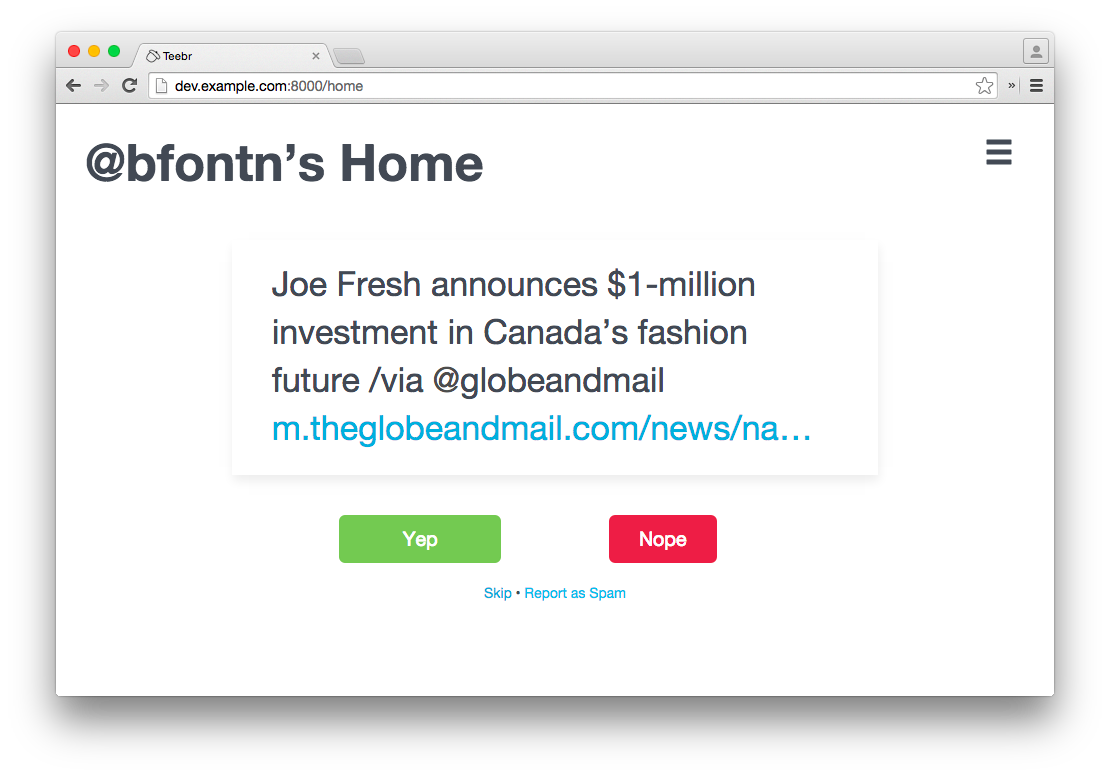 Teebr
dev.example.com:8000/home
@bfontn’s Home
Joe Fresh announces $1-million
investment in Canada’s fashion
future /via @globeandmail
m.theglobeandmail.com/news/na…
Yep
Nope
Skip • Report as Spam